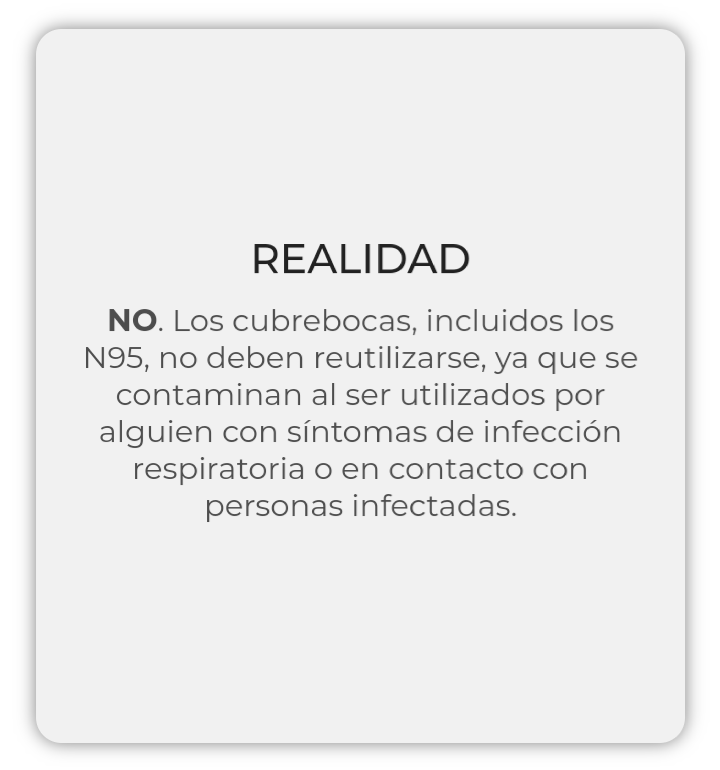 REALIDAD
NO. Los cubrebocas, incluidos los
N95, no deben reutilizarse, ya que se
contaminan al ser utilizados por
alguien con síntomas de infección
respiratoria o en contacto con
personas infectadas.